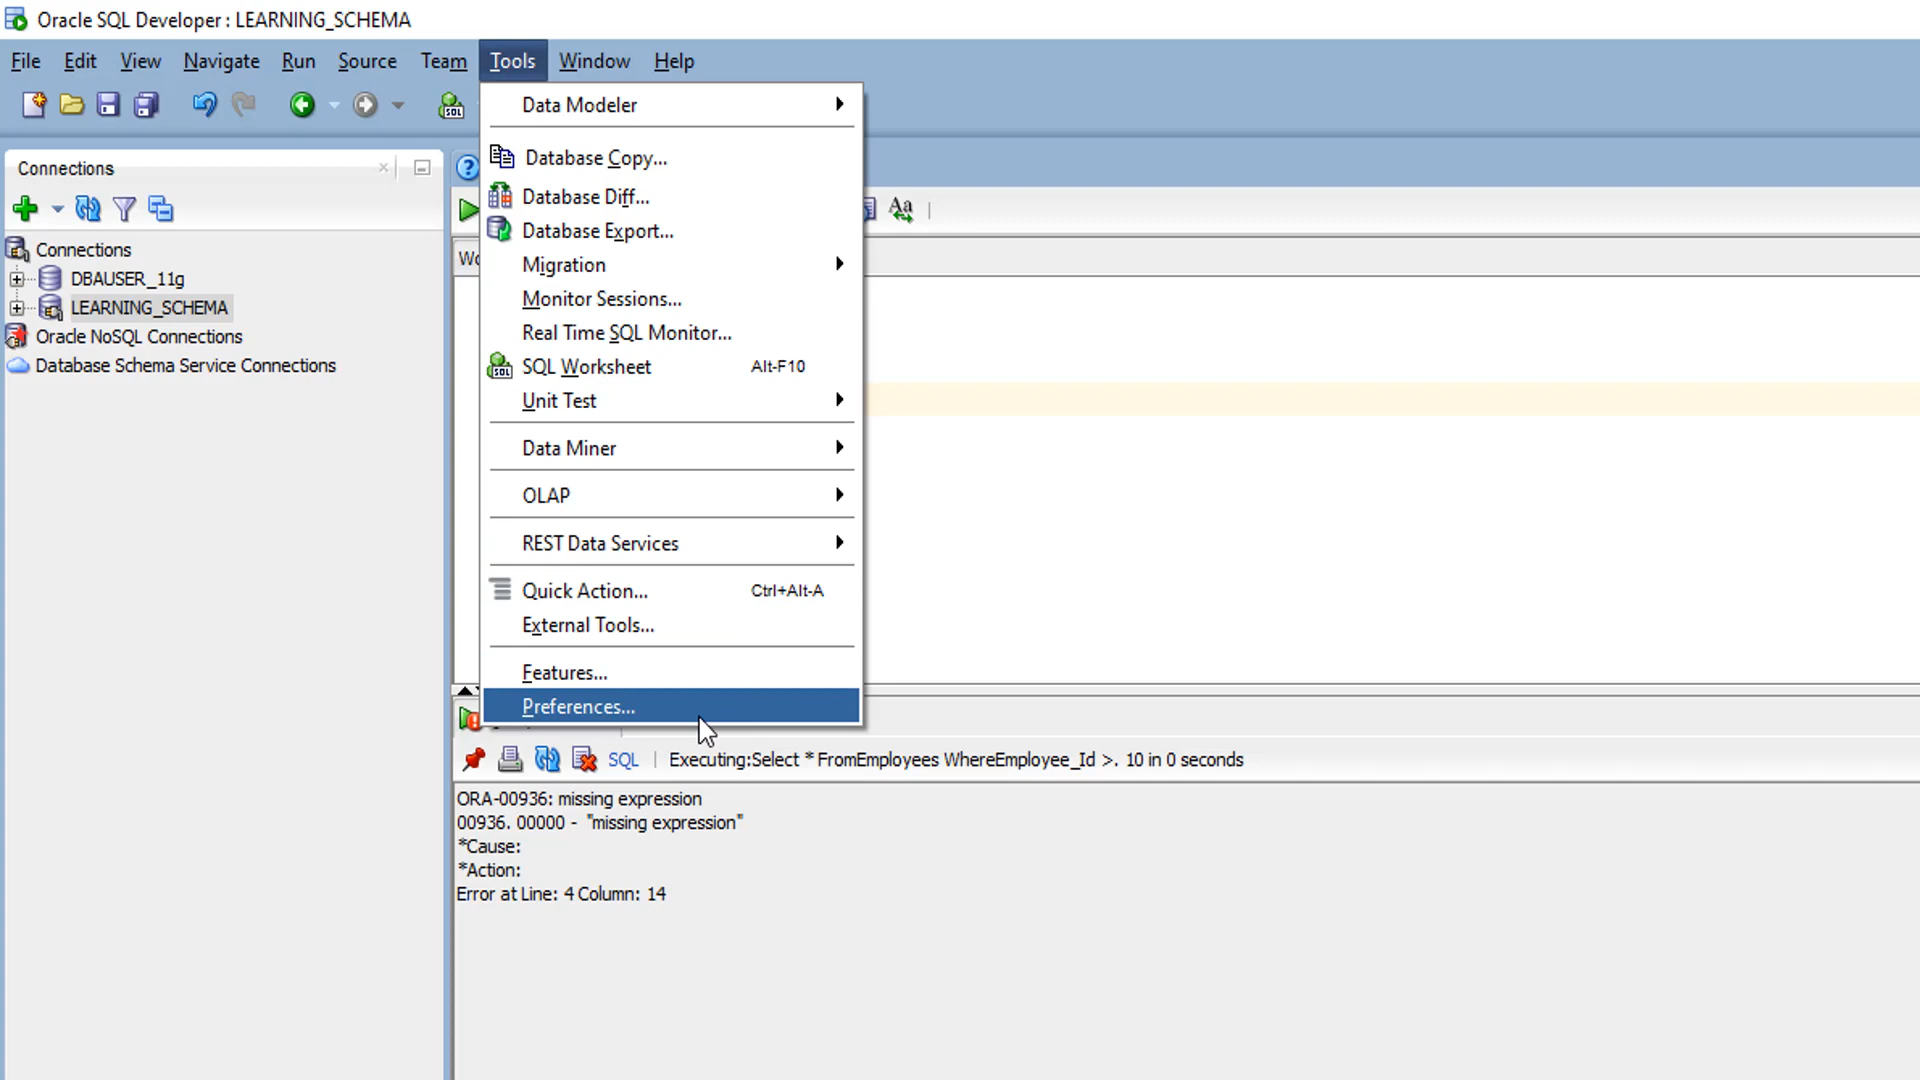 Oracle SQL Developer : LEARNING_SCHEMA
File Edit View Navigate Run Source Team Tools Window Help
Connections
Connections
DBAUSER_11g
LEARNING_SCHEMA
Oracle NoSQL Connections
Database Schema Service Connections
Data Modeler
Database Copy...
Database Diff...
Database Export...
Migration
Monitor Sessions...
Real Time SQL Monitor...
SQL Worksheet Alt-F10
Unit Test
Data Miner
OLAP
REST Data Services
Quick Action... Ctrl+Alt-A
External Tools...
Features...
Preferences...
SQL | Executing:Select * FromEmployees WhereEmployee_Id >. 10 in 0 seconds
ORA-00936: missing expression
00936. 00000 - "missing expression"
*Cause:
*Action:
Error at Line: 4 Column: 14